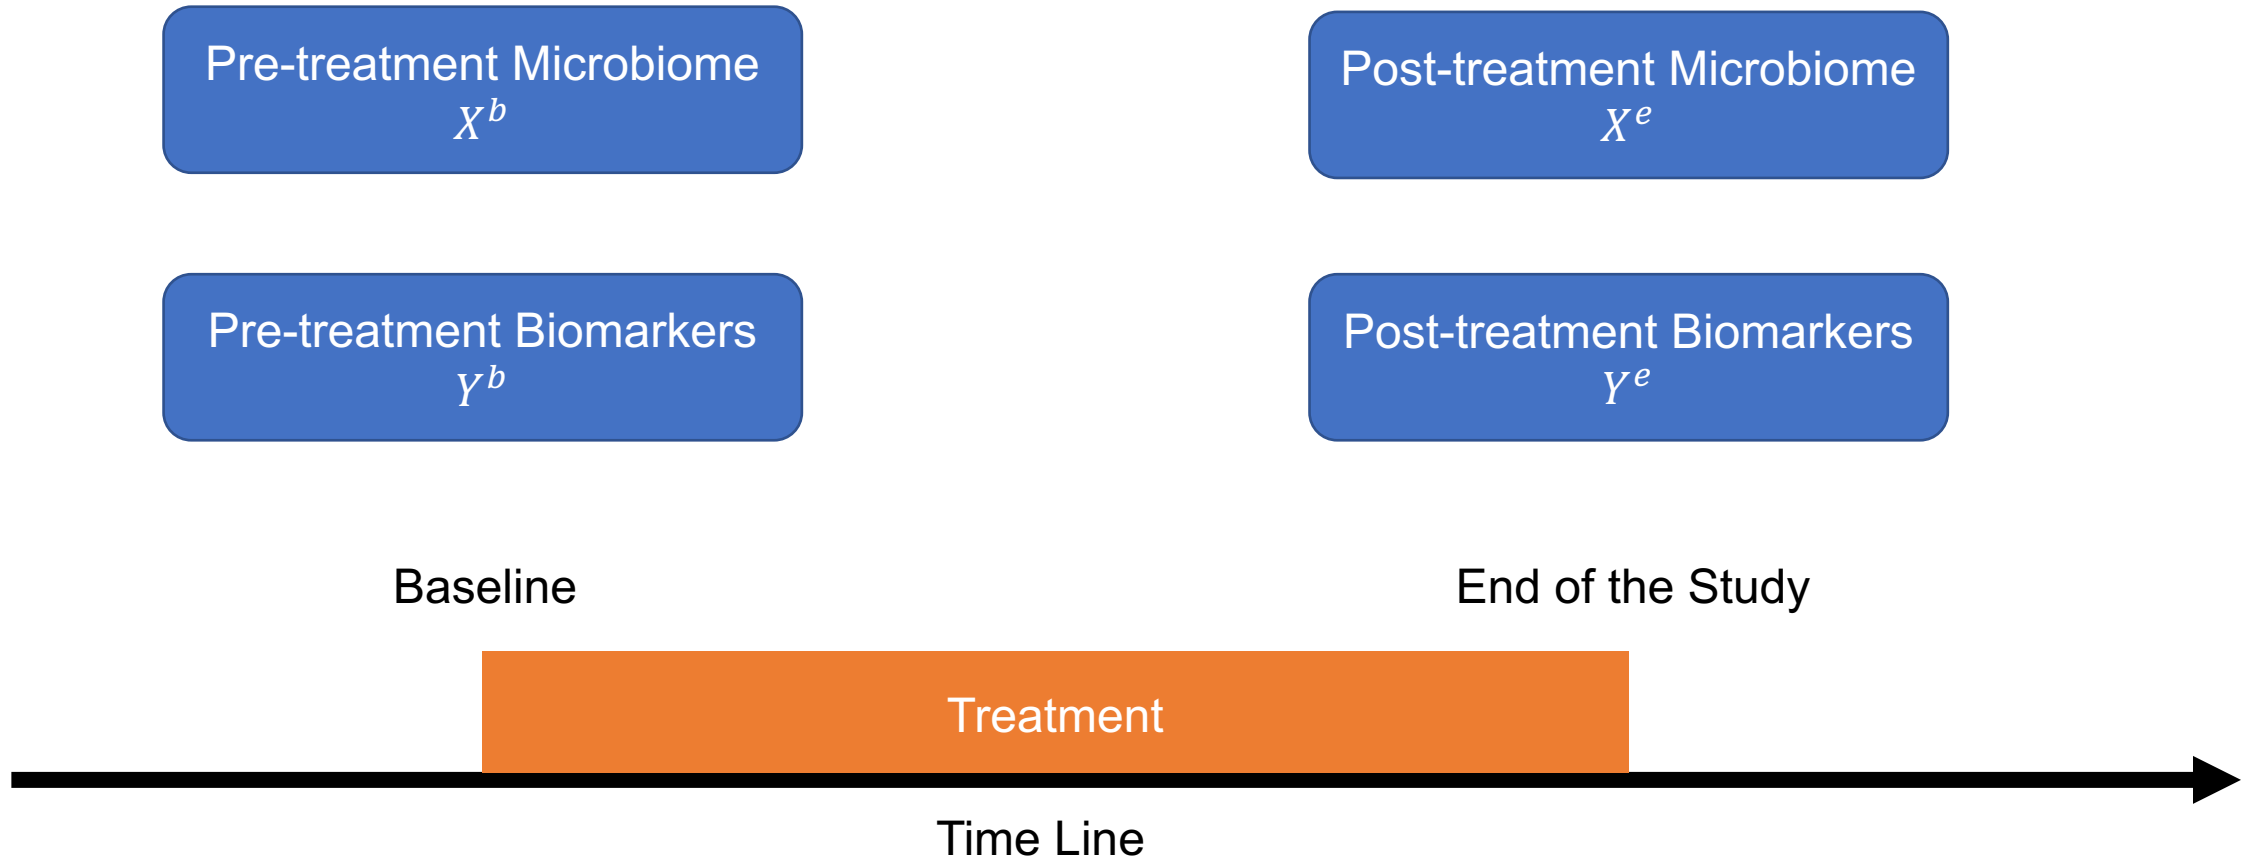 Pre-treatment Microbiome
X^b
Post-treatment Microbiome
X^e
Pre-treatment Biomarkers
Y^b
Post-treatment Biomarkers
Y^e
Baseline
End of the Study
Treatment
Time Line